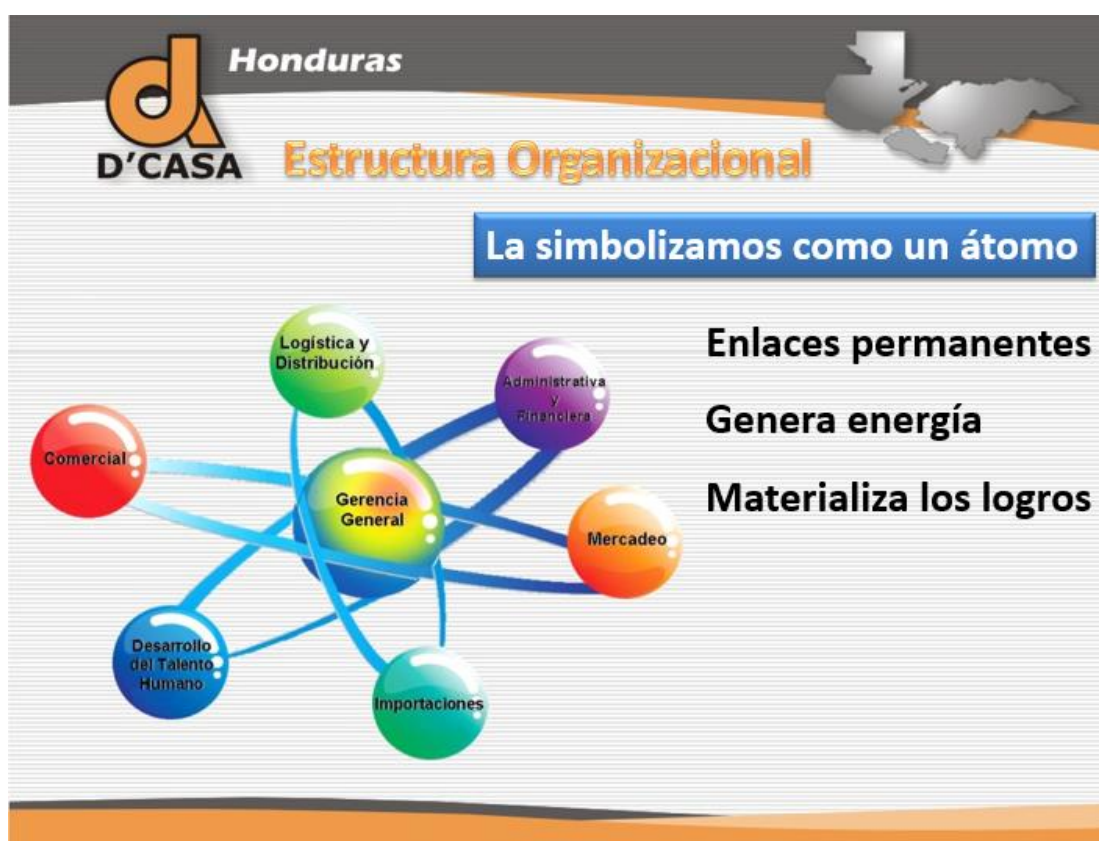 Honduras
D'CASA
Estructura Organizacional
La simbolizamos como un átomo
Enlaces permanentes
Genera energía
Materializa los logros
Logística y
Distribución
Administrativa
y
Financiera
Comercial
Gerencia
General
Mercadeo
Desarrollo
del Talento
Humano
Importaciones